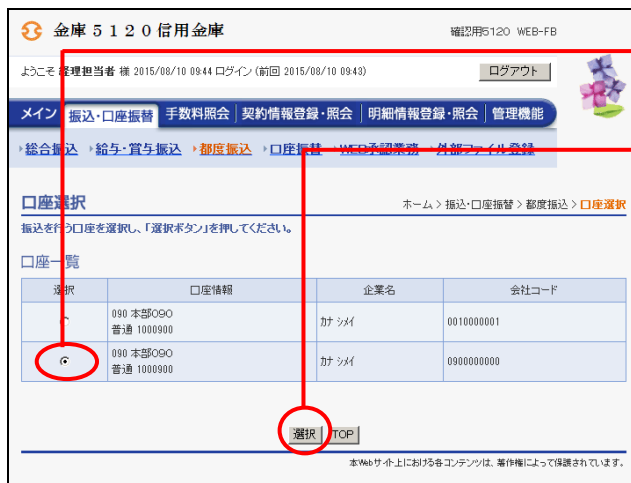 金庫5120信用金庫
確認用5120 WEB-FB
ようこそ 経理担当者 様 2015/08/10 09:44 ログイン (前回 2015/08/10 09:43)
ログアウト
メイン 振込・口座振替 手数料照会 契約情報登録・照会 明細情報登録・照会 管理機能
総合振込 給与・賞与振込 都度振込 口座振替 WEB承認業務 外部ファイル登録
口座選択
ホーム > 振込・口座振替 > 都度振込 > 口座選択
振込を行う口座を選択し、「選択ボタン」を押してください。
口座一覧
選択 口座情報 企業名 会社コード
090 本部090
普通 1000900
カナ シメイ
0010000001
090 本部090
普通 1000900
カナ シメイ
0900000000
選択 TOP
本Webサイト上における各コンテンツは、著作権によって保護されています。